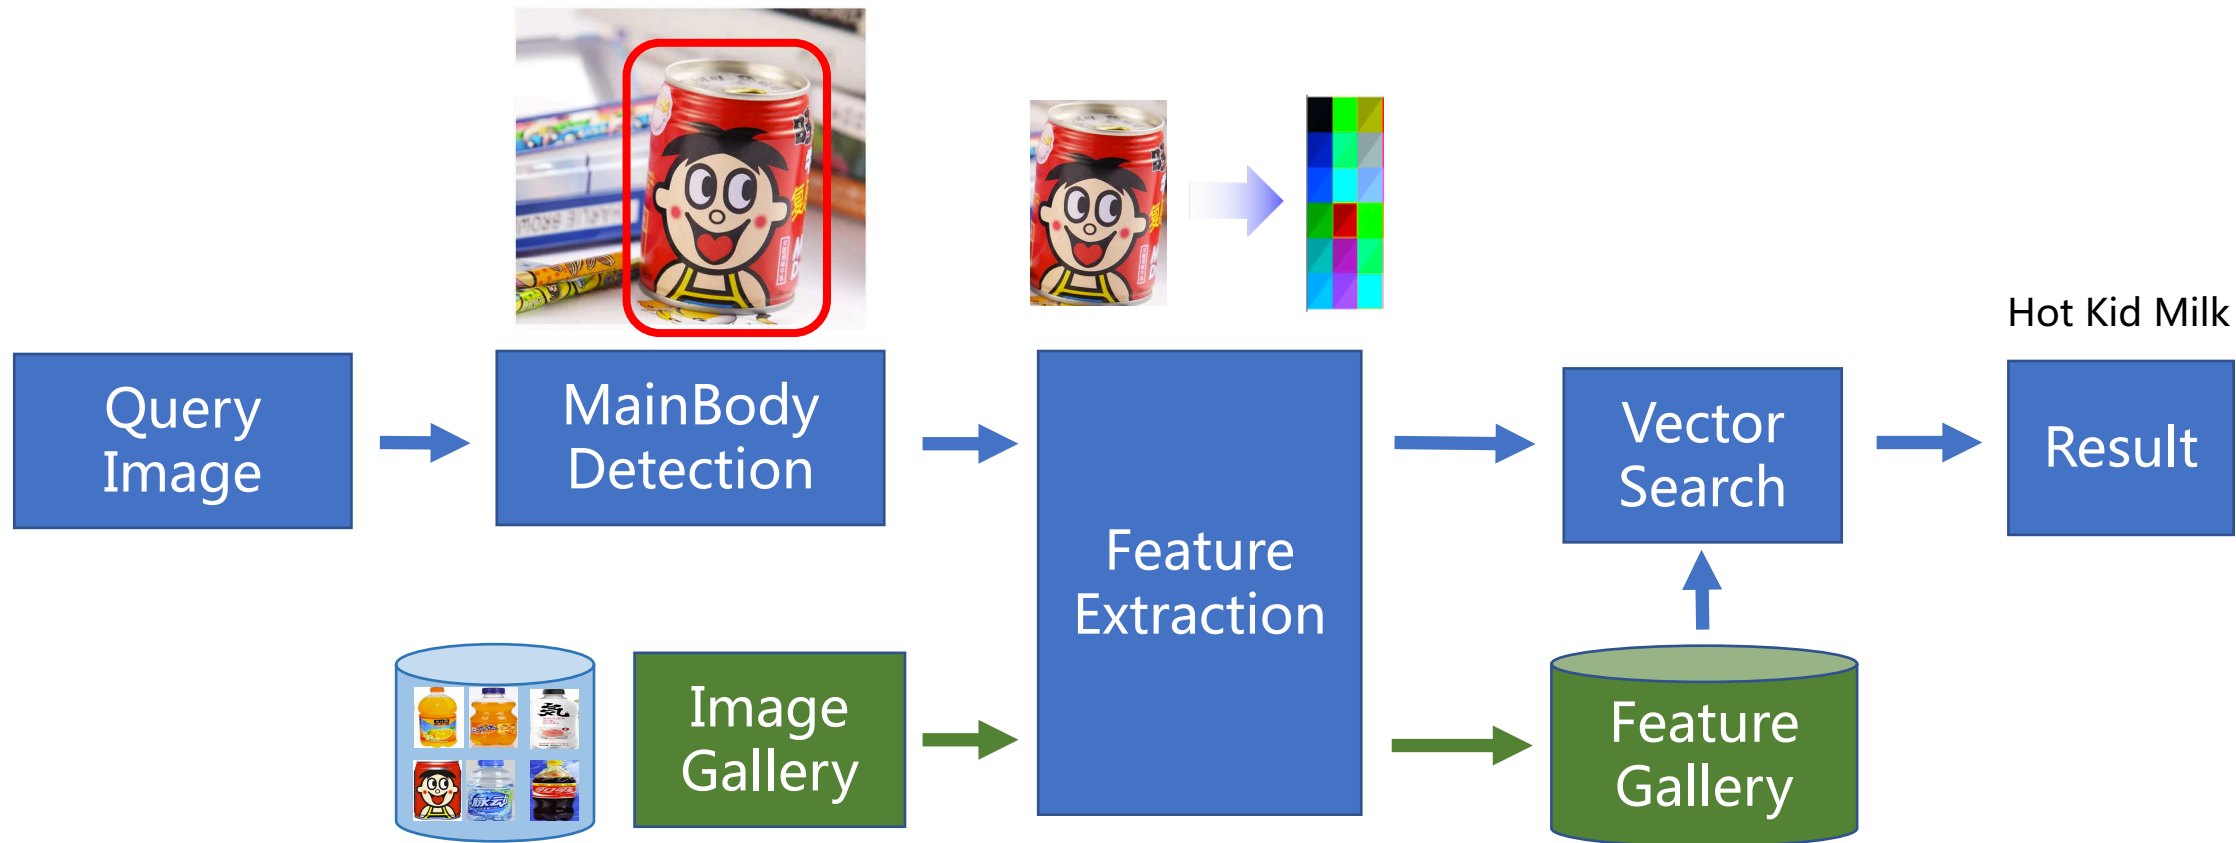 Hot Kid Milk
Query
Image
MainBody
Detection
Feature
Extraction
Vector
Search
Result
Image
Gallery
Feature
Gallery